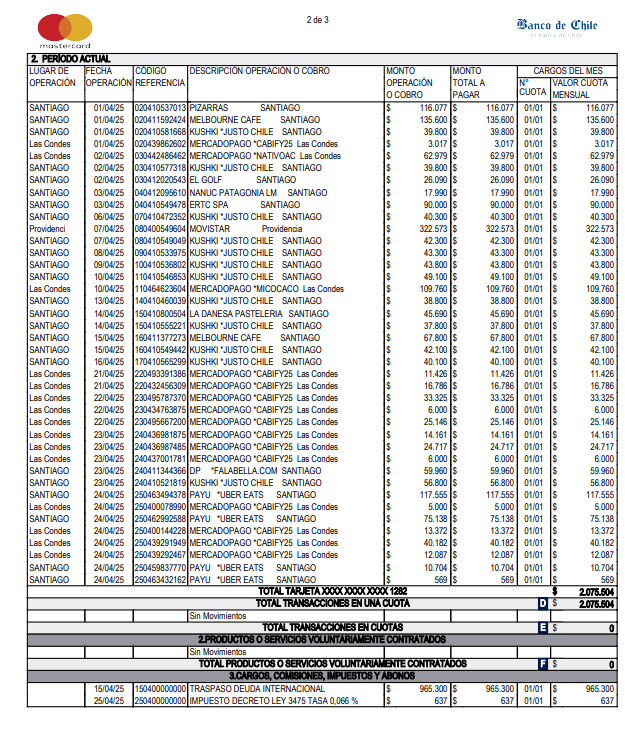 2 de 3
mastercard
Banco de Chile
El banco de Chile
2. PERÍODO ACTUAL
LUGAR DE OPERACIÓN FECHA OPERACIÓN CÓDIGO REFERENCIA DESCRIPCIÓN OPERACIÓN O COBRO MONTO OPERACIÓN O COBRO MONTO TOTAL A PAGAR CARGOS DEL MES N° CUOTA VALOR CUOTA MENSUAL
SANTIAGO 01/04/25 020410537013 PIZARRAS SANTIAGO $ 116.077 $ 116.077 01/01 $ 116.077
SANTIAGO 01/04/25 020411592424 MELBOURNE CAFE SANTIAGO $ 135.600 $ 135.600 01/01 $ 135.600
SANTIAGO 01/04/25 020410581668 KUSHKI *JUSTO CHILE SANTIAGO $ 39.800 $ 39.800 01/01 $ 39.800
Las Condes 01/04/25 020439862602 MERCADOPAGO *CABIFY25 Las Condes $ 3.017 $ 3.017 01/01 $ 3.017
Las Condes 02/04/25 030442486462 MERCADOPAGO *NATIVOAC Las Condes $ 62.979 $ 62.979 01/01 $ 62.979
SANTIAGO 02/04/25 030410577318 KUSHKI *JUSTO CHILE SANTIAGO $ 39.800 $ 39.800 01/01 $ 39.800
SANTIAGO 02/04/25 030412020543 EL GOLF SANTIAGO $ 26.090 $ 26.090 01/01 $ 26.090
SANTIAGO 03/04/25 040412095610 NANUC PATAGONIA LM SANTIAGO $ 17.990 $ 17.990 01/01 $ 17.990
SANTIAGO 03/04/25 040410549478 ERTC SPA SANTIAGO $ 90.000 $ 90.000 01/01 $ 90.000
SANTIAGO 06/04/25 070410472352 KUSHKI *JUSTO CHILE SANTIAGO $ 40.300 $ 40.300 01/01 $ 40.300
Providenci 07/04/25 080400549604 MOVISTAR Providencia $ 322.573 $ 322.573 01/01 $ 322.573
SANTIAGO 07/04/25 080410549049 KUSHKI *JUSTO CHILE SANTIAGO $ 42.300 $ 42.300 01/01 $ 42.300
SANTIAGO 08/04/25 090410533975 KUSHKI *JUSTO CHILE SANTIAGO $ 43.300 $ 43.300 01/01 $ 43.300
SANTIAGO 09/04/25 100410536802 KUSHKI *JUSTO CHILE SANTIAGO $ 43.800 $ 43.800 01/01 $ 43.800
SANTIAGO 10/04/25 110410546853 KUSHKI *JUSTO CHILE SANTIAGO $ 49.100 $ 49.100 01/01 $ 49.100
Las Condes 10/04/25 110464623604 MERCADOPAGO *MICOCACO Las Condes $ 109.760 $ 109.760 01/01 $ 109.760
SANTIAGO 13/04/25 140410460039 KUSHKI *JUSTO CHILE SANTIAGO $ 38.800 $ 38.800 01/01 $ 38.800
SANTIAGO 14/04/25 150410800504 LA DANESA PASTELERIA SANTIAGO $ 45.690 $ 45.690 01/01 $ 45.690
SANTIAGO 14/04/25 150410555221 KUSHKI *JUSTO CHILE SANTIAGO $ 37.800 $ 37.800 01/01 $ 37.800
SANTIAGO 15/04/25 160411377273 MELBOURNE CAFE SANTIAGO $ 67.800 $ 67.800 01/01 $ 67.800
SANTIAGO 15/04/25 160410549442 KUSHKI *JUSTO CHILE SANTIAGO $ 42.100 $ 42.100 01/01 $ 42.100
SANTIAGO 16/04/25 170410565299 KUSHKI *JUSTO CHILE SANTIAGO $ 40.100 $ 40.100 01/01 $ 40.100
Las Condes 21/04/25 220493391386 MERCADOPAGO *CABIFY25 Las Condes $ 11.426 $ 11.426 01/01 $ 11.426
Las Condes 21/04/25 220432456309 MERCADOPAGO *CABIFY25 Las Condes $ 16.786 $ 16.786 01/01 $ 16.786
Las Condes 22/04/25 230495787370 MERCADOPAGO *CABIFY25 Las Condes $ 33.325 $ 33.325 01/01 $ 33.325
Las Condes 22/04/25 230434763875 MERCADOPAGO *CABIFY25 Las Condes $ 6.000 $ 6.000 01/01 $ 6.000
Las Condes 22/04/25 230495667200 MERCADOPAGO *CABIFY25 Las Condes $ 25.146 $ 25.146 01/01 $ 25.146
Las Condes 23/04/25 240436981875 MERCADOPAGO *CABIFY25 Las Condes $ 14.161 $ 14.161 01/01 $ 14.161
Las Condes 23/04/25 240436987485 MERCADOPAGO *CABIFY25 Las Condes $ 24.717 $ 24.717 01/01 $ 24.717
Las Condes 23/04/25 240437001781 MERCADOPAGO *CABIFY25 Las Condes $ 6.000 $ 6.000 01/01 $ 6.000
SANTIAGO 23/04/25 240411344366 DP *FALABELLA.COM SANTIAGO $ 59.960 $ 59.960 01/01 $ 59.960
SANTIAGO 23/04/25 240410521819 KUSHKI *JUSTO CHILE SANTIAGO $ 56.800 $ 56.800 01/01 $ 56.800
SANTIAGO 24/04/25 250463494378 PAYU *UBER EATS SANTIAGO $ 117.555 $ 117.555 01/01 $ 117.555
Las Condes 24/04/25 250400078990 MERCADOPAGO *CABIFY25 Las Condes $ 5.000 $ 5.000 01/01 $ 5.000
SANTIAGO 24/04/25 250462992588 PAYU *UBER EATS SANTIAGO $ 75.138 $ 75.138 01/01 $ 75.138
Las Condes 24/04/25 250400144228 MERCADOPAGO *CABIFY25 Las Condes $ 13.372 $ 13.372 01/01 $ 13.372
Las Condes 24/04/25 250439291949 MERCADOPAGO *CABIFY25 Las Condes $ 40.182 $ 40.182 01/01 $ 40.182
Las Condes 24/04/25 250439292467 MERCADOPAGO *CABIFY25 Las Condes $ 12.087 $ 12.087 01/01 $ 12.087
SANTIAGO 24/04/25 250459837770 PAYU *UBER EATS SANTIAGO $ 10.704 $ 10.704 01/01 $ 10.704
SANTIAGO 24/04/25 250463432162 PAYU *UBER EATS SANTIAGO $ 569 $ 569 01/01 $ 569
TOTAL TARJETA XXXX XXXX XXXX 1282 $ 2.075.504
TOTAL TRANSACCIONES EN UNA CUOTA D $ 2.075.504
Sin Movimientos
TOTAL TRANSACCIONES EN CUOTAS E $ 0
2.PRODUCTOS O SERVICIOS VOLUNTARIAMENTE CONTRATADOS
Sin Movimientos
TOTAL PRODUCTOS O SERVICIOS VOLUNTARIAMENTE CONTRATADOS F $ 0
3.CARGOS, COMISIONES, IMPUESTOS Y ABONOS
15/04/25 150400000000 TRASPASO DEUDA INTERNACIONAL $ 965.300 $ 965.300 01/01 $ 965.300
25/04/25 250400000000 IMPUESTO DECRETO LEY 3475 TASA 0,066 % $ 637 $ 637 01/01 $ 637